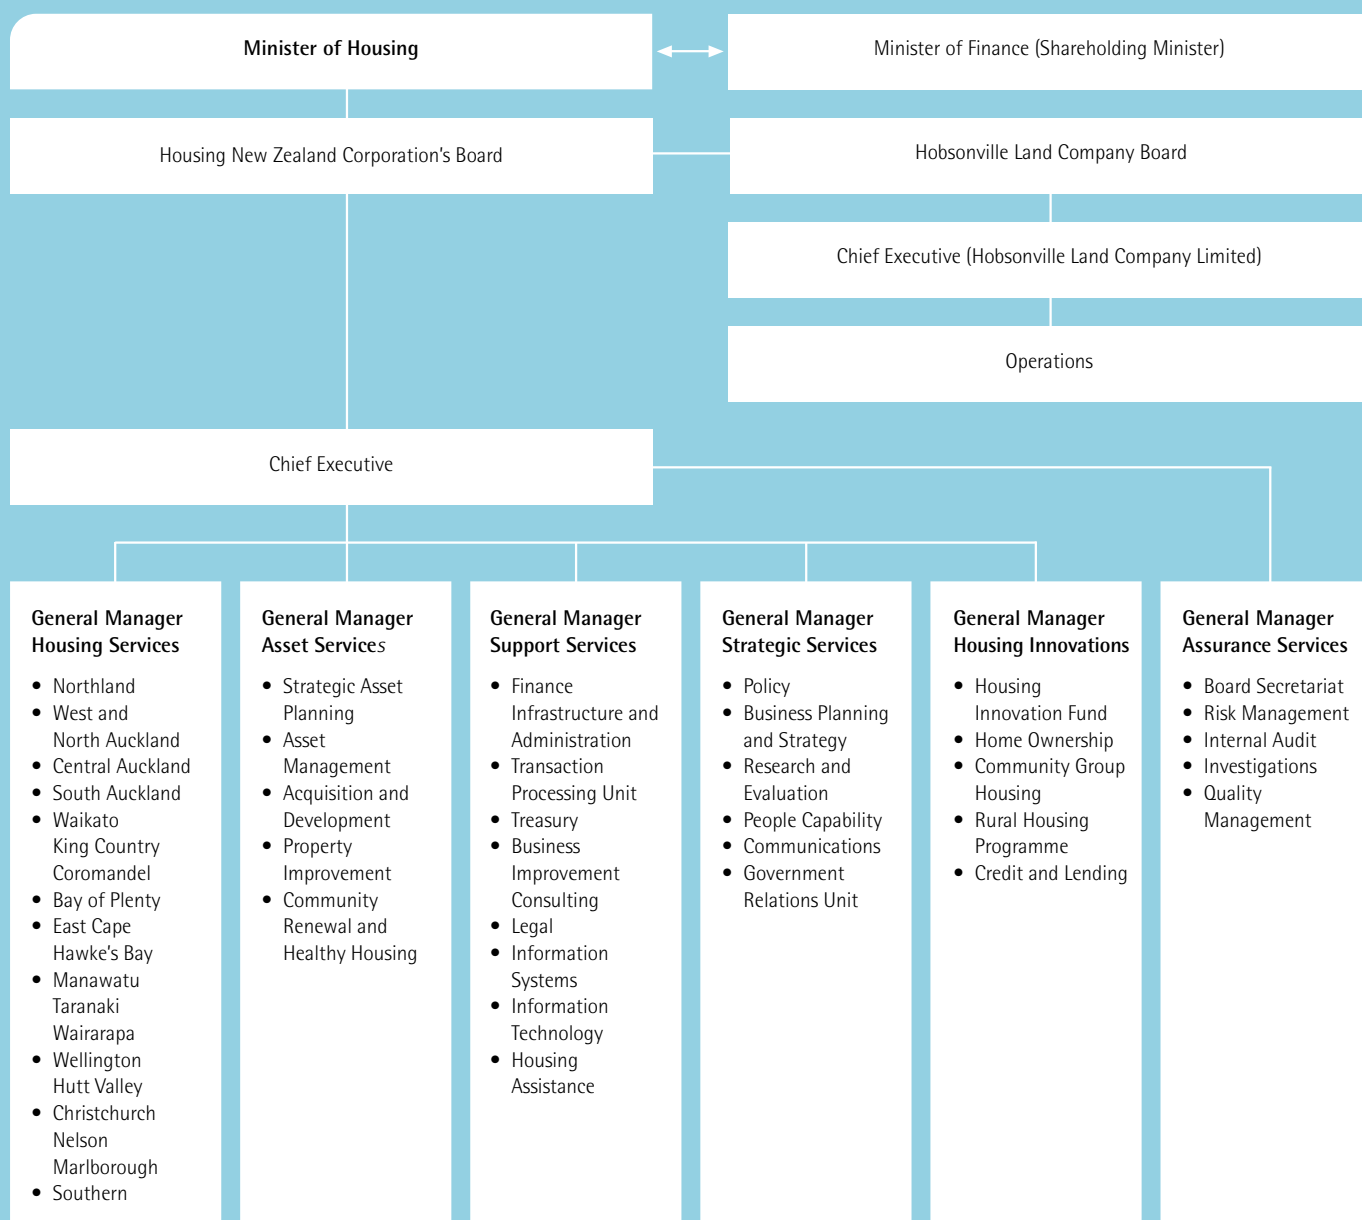 Minister of Housing
Minister of Finance (Shareholding Minister)
Housing New Zealand Corporation's Board
Hobsonville Land Company Board
Chief Executive (Hobsonville Land Company Limited)
Operations
Chief Executive
General Manager
Housing Services
• Northland
• West and
North Auckland
• Central Auckland
• South Auckland
• Waikato
King Country
Coromandel
• Bay of Plenty
• East Cape
Hawke's Bay
• Manawatu
Taranaki
Wairarapa
• Wellington
Hutt Valley
• Christchurch
Nelson
Marlborough
• Southern
General Manager
Asset Services
• Strategic Asset
Planning
• Asset
Management
• Acquisition and
Development
• Property
Improvement
• Community
Renewal and
Healthy Housing
General Manager
Support Services
• Finance
Infrastructure and
Administration
• Transaction
Processing Unit
• Treasury
• Business
Improvement
Consulting
• Legal
• Information
Systems
• Information
Technology
• Housing
Assistance
General Manager
Strategic Services
• Policy
• Business Planning
and Strategy
• Research and
Evaluation
• People Capability
• Communications
• Government
Relations Unit
General Manager
Housing Innovations
• Housing
Innovation Fund
• Home Ownership
• Community Group
Housing
• Rural Housing
Programme
• Credit and Lending
General Manager
Assurance Services
• Board Secretariat
• Risk Management
• Internal Audit
• Investigations
• Quality
Management